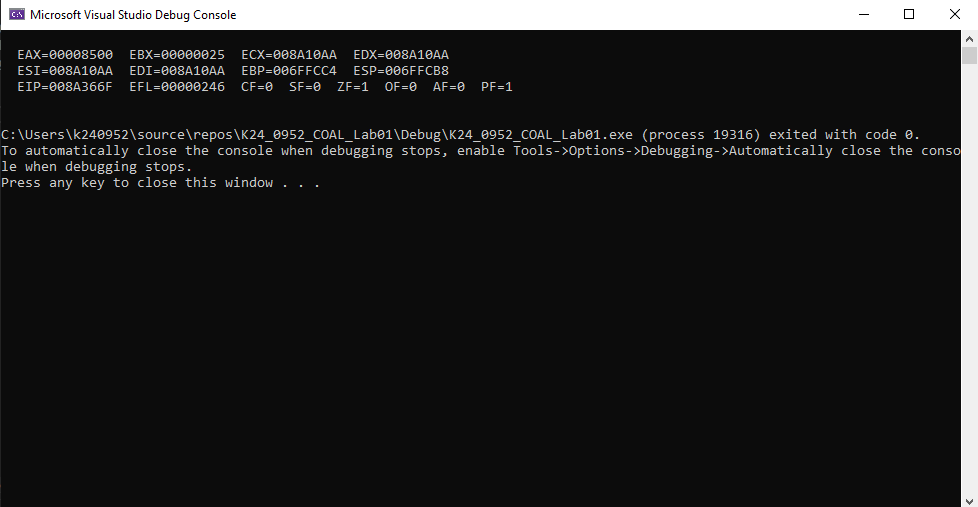 Microsoft Visual Studio Debug Console
EAX=00008500  EBX=00000025  ECX=008A10AA  EDX=008A10AA
ESI=008A10AA  EDI=008A10AA  EBP=006FFCC4  ESP=006FFCB8
EIP=008A366F  EFL=00000246  CF=0  SF=0  ZF=1  OF=0  AF=0  PF=1
C:\Users\k240952\source\repos\K24_0952_COAL_Lab01\Debug\K24_0952_COAL_Lab01.exe (process 19316) exited with code 0.
To automatically close the console when debugging stops, enable Tools->Options->Debugging->Automatically close the conso
le when debugging stops.
Press any key to close this window . . .